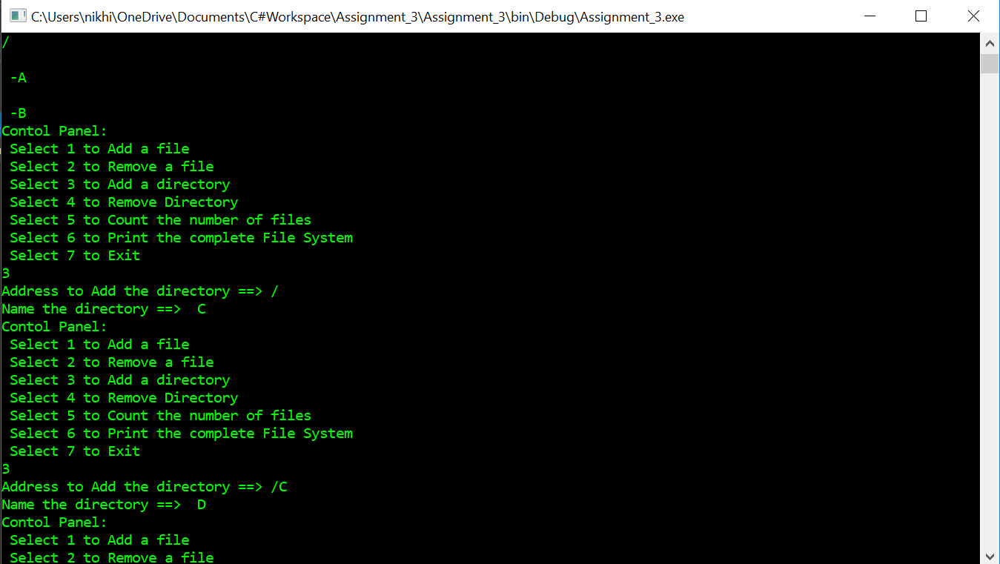 C:\Users\nikhi\OneDrive\Documents\C#Workspace\Assignment_3\Assignment_3\bin\Debug\Assignment_3.exe
/
-A
-B
Contol Panel:
Select 1 to Add a file
Select 2 to Remove a file
Select 3 to Add a directory
Select 4 to Remove Directory
Select 5 to Count the number of files
Select 6 to Print the complete File System
Select 7 to Exit
3
Address to Add the directory ==> /
Name the directory ==>  C
Contol Panel:
Select 1 to Add a file
Select 2 to Remove a file
Select 3 to Add a directory
Select 4 to Remove Directory
Select 5 to Count the number of files
Select 6 to Print the complete File System
Select 7 to Exit
3
Address to Add the directory ==> /C
Name the directory ==>  D
Contol Panel:
Select 1 to Add a file
Select 2 to Remove a file